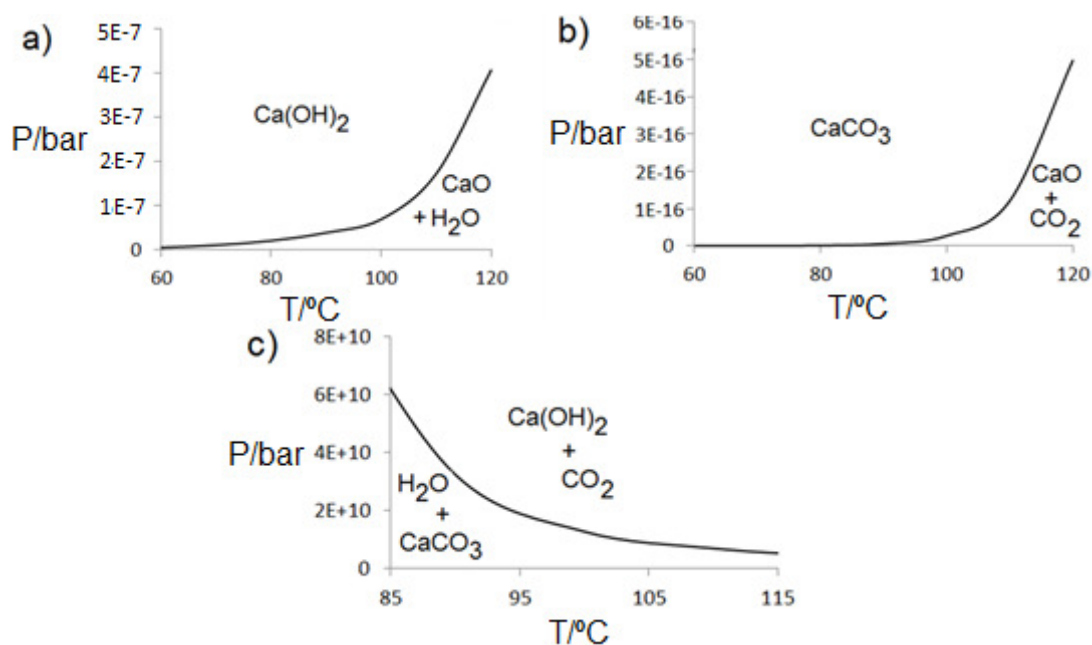 a)
5E-7
4E-7
3E-7
2E-7
1E-7
0
P/bar
Ca(OH)2
CaO
+ H2O
60 80 100 120
T/ºC
b)
6E-16
5E-16
4E-16
3E-16
2E-16
1E-16
0
P/bar
CaCO3
CaO
+
CO2
60 80 100 120
T/ºC
c)
8E+10
6E+10
4E+10
2E+10
0
P/bar
Ca(OH)2
+
CO2
H2O
+
CaCO3
85 95 105 115
T/ºC